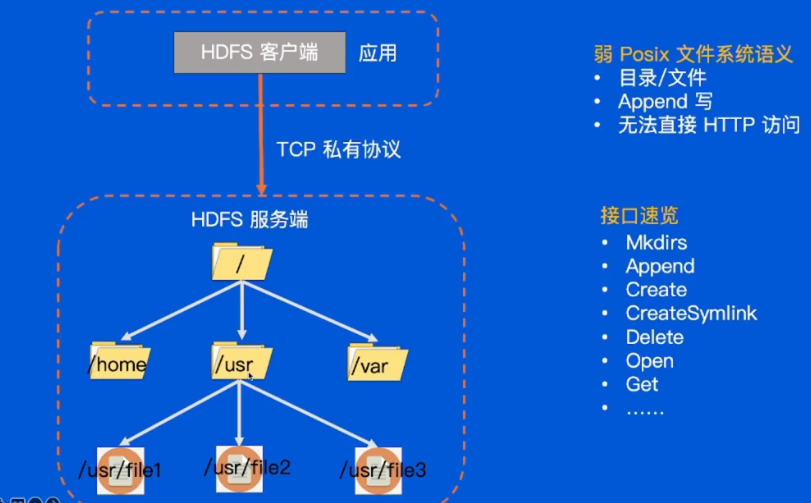 HDFS 客户端 应用
TCP 私有协议
HDFS 服务端
/
/home /usr /var
/usr/file1 /usr/file2 /usr/file3
弱 Posix 文件系统语义
• 目录/文件
• Append 写
• 无法直接 HTTP 访问
接口速览
• Mkdirs
• Append
• Create
• CreateSymlink
• Delete
• Open
• Get
• ……